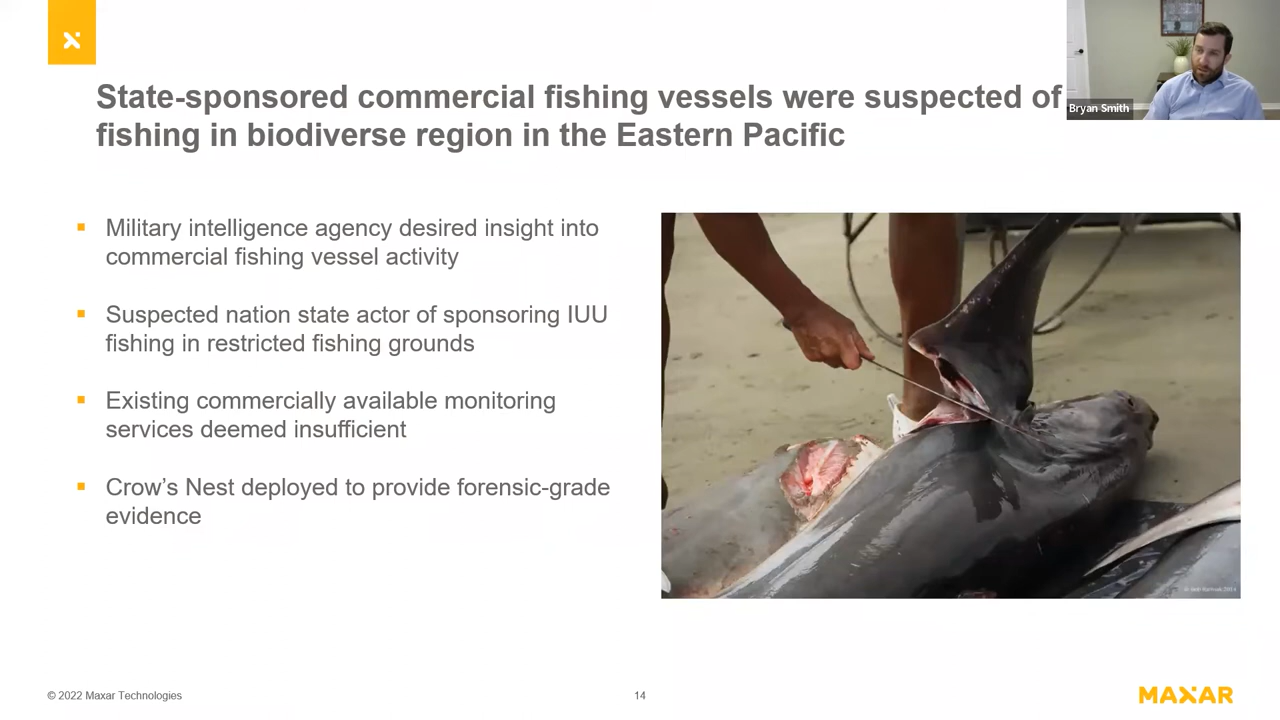 State-sponsored commercial fishing vessels were suspected of
fishing in biodiverse region in the Eastern Pacific
Bryan Smith
▪ Military intelligence agency desired insight into
commercial fishing vessel activity
▪ Suspected nation state actor of sponsoring IUU
fishing in restricted fishing grounds
▪ Existing commercially available monitoring
services deemed insufficient
▪ Crow’s Nest deployed to provide forensic-grade
evidence
© 2022 Maxar Technologies
14
MAXAR